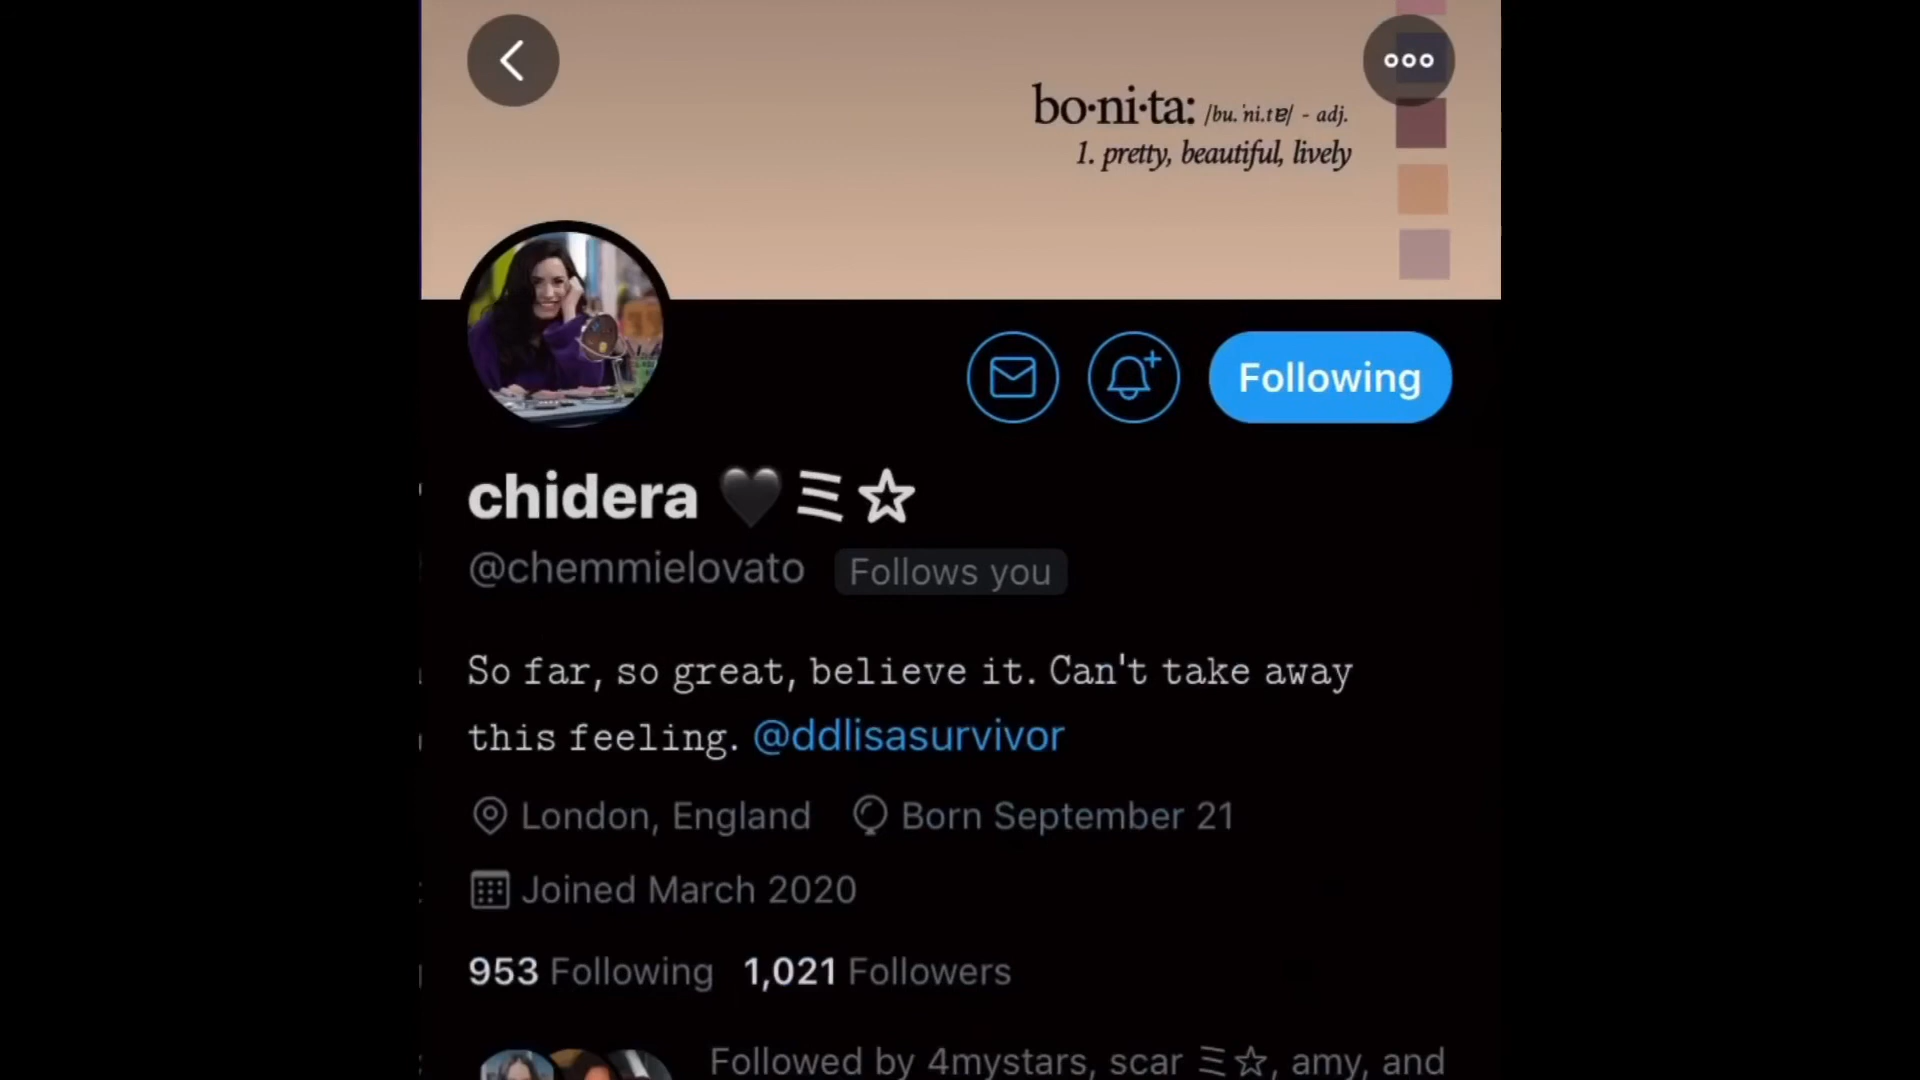 bo·ni·ta: /bu.ˈni.tɐ/ - adj.
1. pretty, beautiful, lively
Following
chidera 🖤ミ☆
@chemmielovato Follows you
So far, so great, believe it. Can't take away
this feeling. @ddlisasurvivor
London, England Born September 21
Joined March 2020
953 Following 1,021 Followers
Followed by 4mystars, scar ミ☆, amy, and